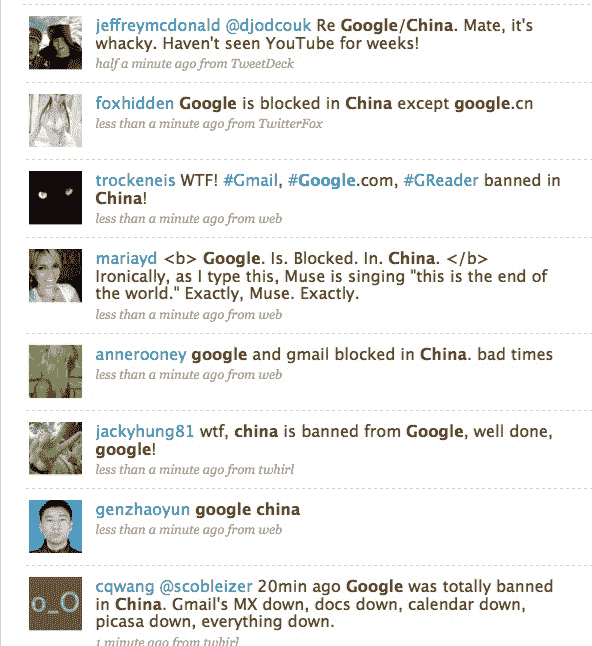 jeffreymcdonald @djodcouk Re Google/China. Mate, it's
whacky. Haven't seen YouTube for weeks!
half a minute ago from TweetDeck
foxhidden Google is blocked in China except google.cn
less than a minute ago from TwitterFox
trockeneis WTF! #Gmail, #Google.com, #GReader banned in
China!
less than a minute ago from web
mariayd <b> Google. Is. Blocked. In. China. </b>
Ironically, as I type this, Muse is singing "this is the end of
the world." Exactly, Muse. Exactly.
less than a minute ago from web
annerooney google and gmail blocked in China. bad times
less than a minute ago from web
jackyhung81 wtf, china is banned from Google, well done,
google!
less than a minute ago from twhirl
genzhaoyun google china
less than a minute ago from web
cqwang @scobleizer 20min ago Google was totally banned
in China. Gmail's MX down, docs down, calendar down,
picasa down, everything down.
1 minute ago from twhirl